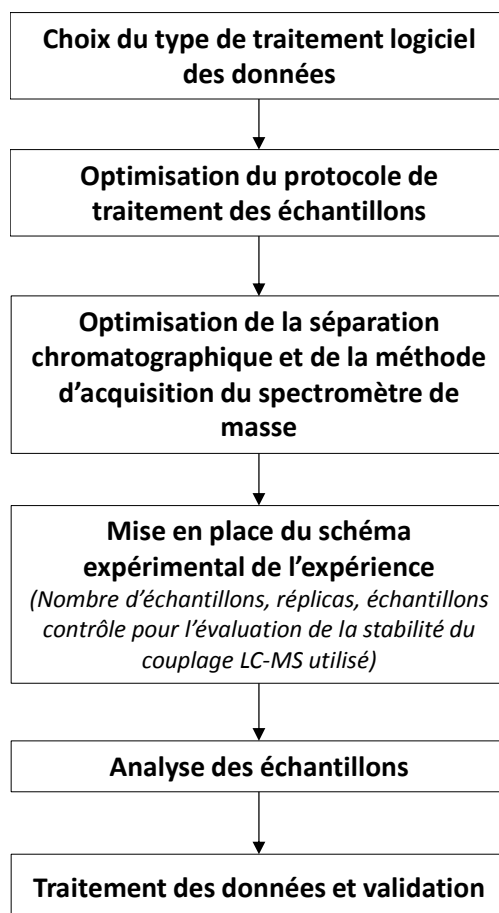 Choix du type de traitement logiciel
des données
Optimisation du protocole de
traitement des échantillons
Optimisation de la séparation
chromatographique et de la méthode
d’acquisition du spectromètre de
masse
Mise en place du schéma
expérimental de l’expérience
(Nombre d’échantillons, réplicas, échantillons
contrôle pour l’évaluation de la stabilité du
couplage LC-MS utilisé)
Analyse des échantillons
Traitement des données et validation